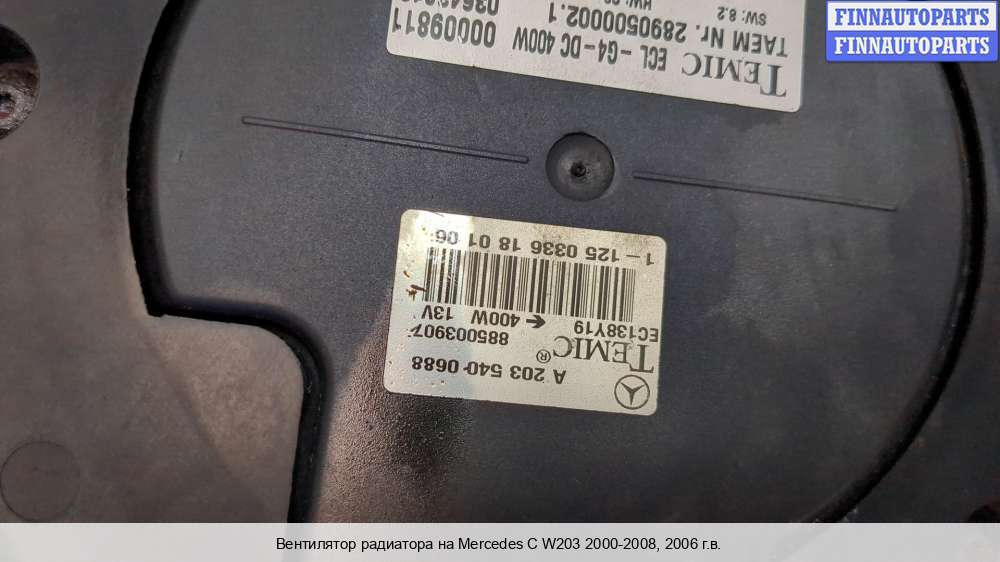 FINNAUTOPARTS
FINNAUTOPARTS
TEMIC ECL-G4-DC 400W 00009811
TAEM Nr. 2890500002.1
SW: 8.2
A 203 540 0688
TEMIC® 885003907
EC138Y19 ← 400W 13V
1-125 0336 18 01 06
Вентилятор радиатора на Mercedes C W203 2000-2008, 2006 г.в.